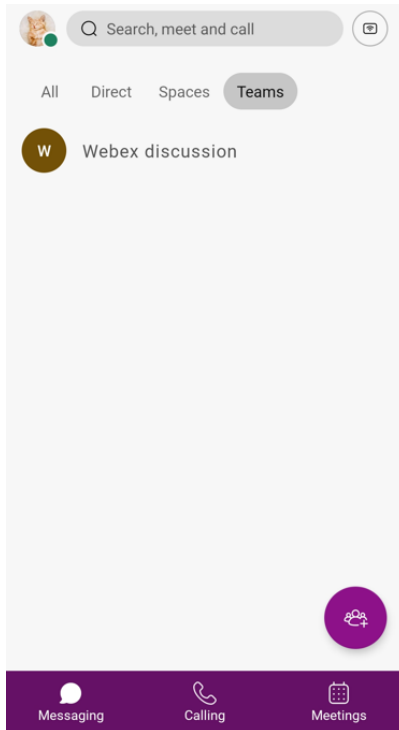 Search, meet and call
All Direct Spaces Teams
W Webex discussion
Messaging Calling Meetings